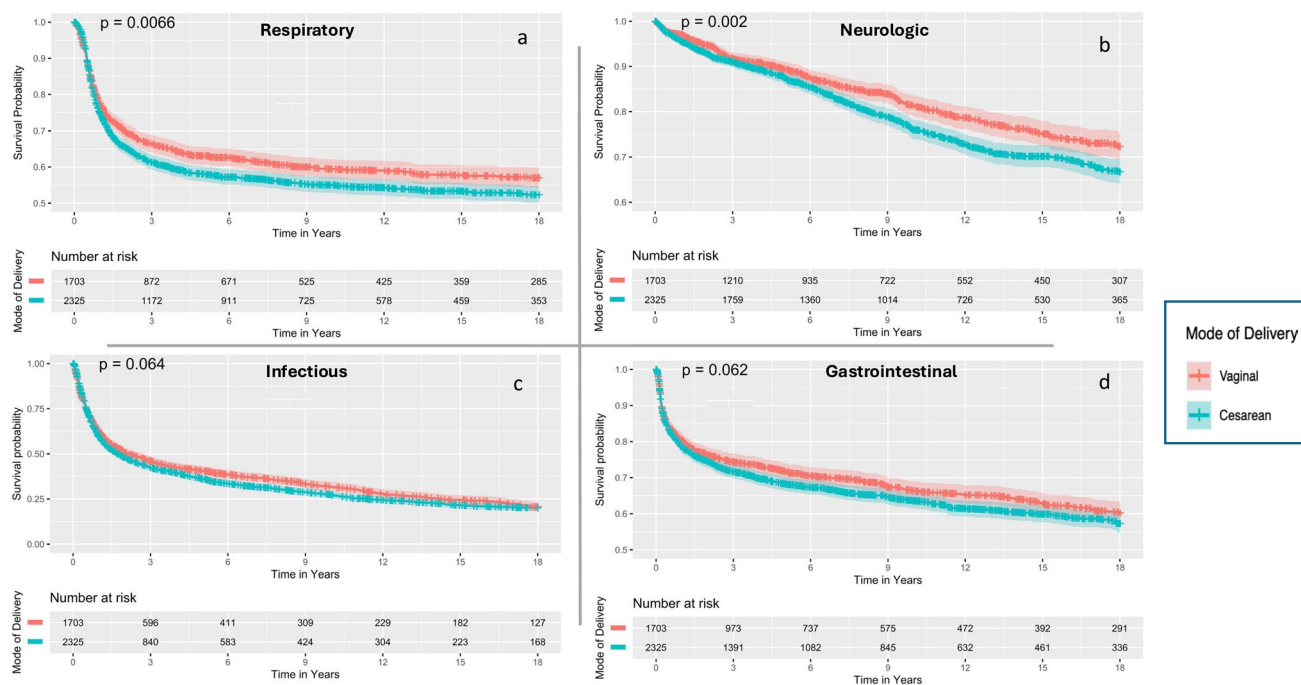 p = 0.0066
Respiratory
a
Survival Probability
1.0
0.9
0.8
0.7
0.6
0.5
0 3 6 9 12 15 18
Time in Years
Number at risk
Mode of Delivery
1703 872 671 525 425 359 285
2325 1172 911 725 578 459 353
0 3 6 9 12 15 18
Time in Years
p = 0.002
Neurologic
b
Survival Probability
1.0
0.9
0.8
0.7
0.6
0 3 6 9 12 15 18
Time in Years
Number at risk
Mode of Delivery
1703 1210 935 722 552 450 307
2325 1759 1360 1014 726 530 365
0 3 6 9 12 15 18
Time in Years
p = 0.064
Infectious
c
Survival probability
1.00
0.75
0.50
0.25
0.00
0 3 6 9 12 15 18
Time in Years
Number at risk
Mode of Delivery
1703 596 411 309 229 182 127
2325 840 583 424 304 223 168
0 3 6 9 12 15 18
Time in Years
p = 0.062
Gastrointestinal
d
Survival Probability
1.0
0.9
0.8
0.7
0.6
0.5
0 3 6 9 12 15 18
Time in Years
Number at risk
Mode of Delivery
1703 973 737 575 472 392 291
2325 1391 1082 845 632 461 336
0 3 6 9 12 15 18
Time in Years
Mode of Delivery
Vaginal
Cesarean